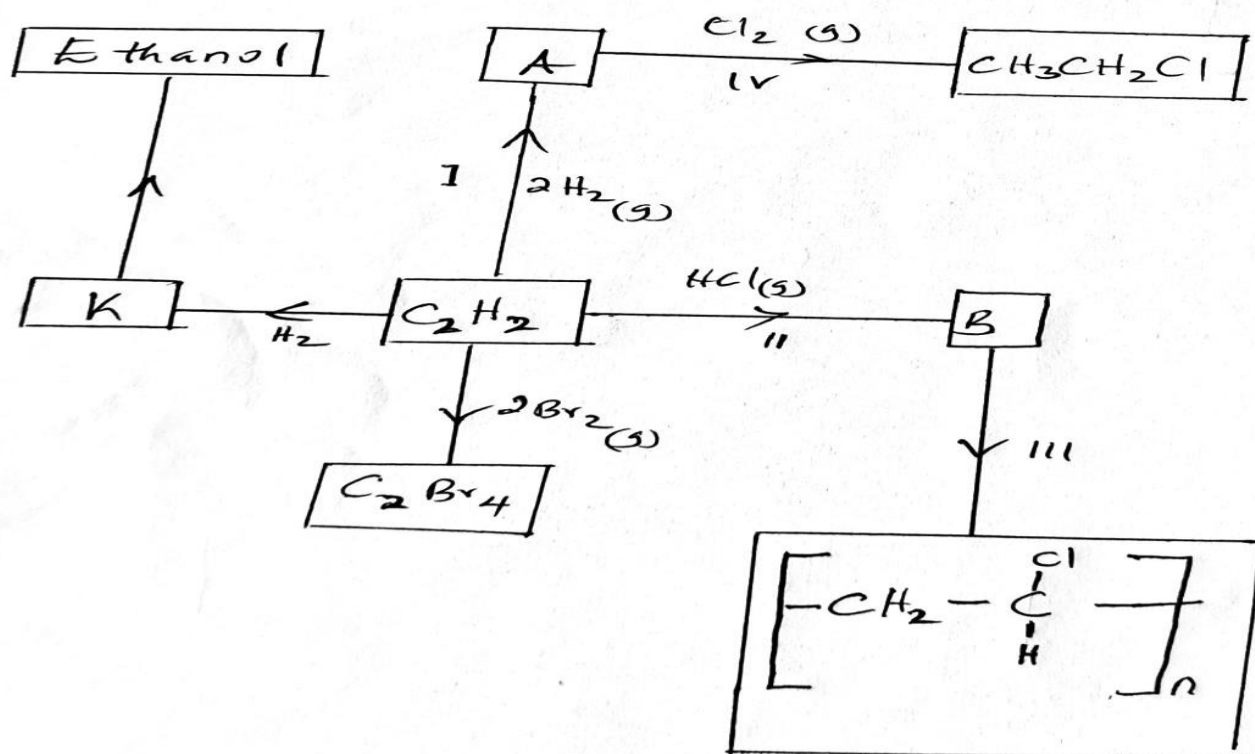 Ethanol
A
Cl₂ (g)
IV
CH₃CH₂Cl
I
2H₂(g)
K
H₂
C₂H₂
HCl(g)
II
B
2Br₂(g)
C₂Br₄
III
Cl
-CH₂-C-
H
n